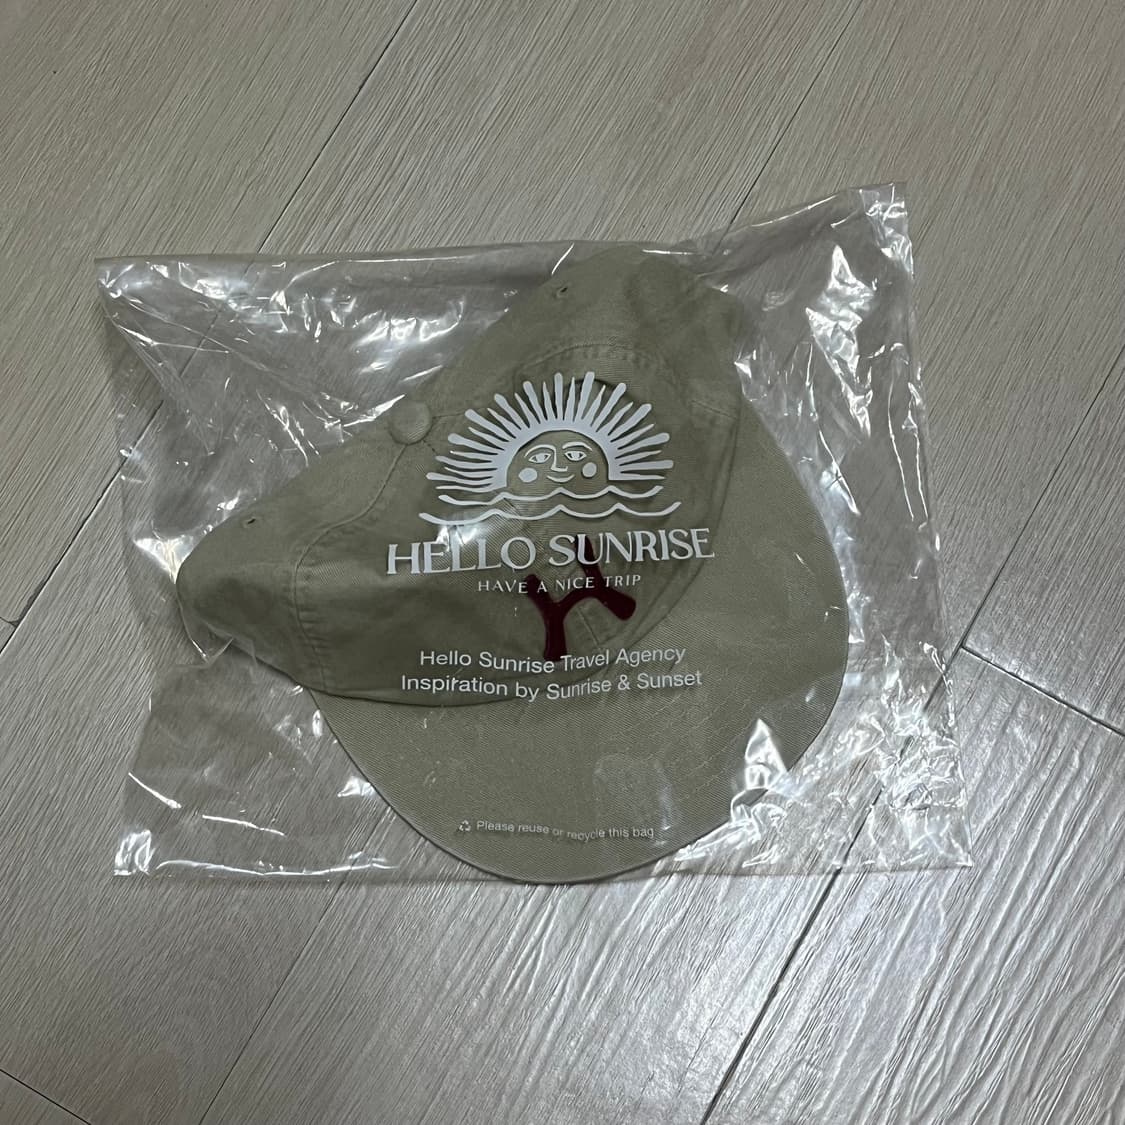 HELLO SUNRISE
HAVE A NICE TRIP
Hello Sunrise Travel Agency
Inspiration by Sunrise & Sunset
Please reuse or recycle this bag